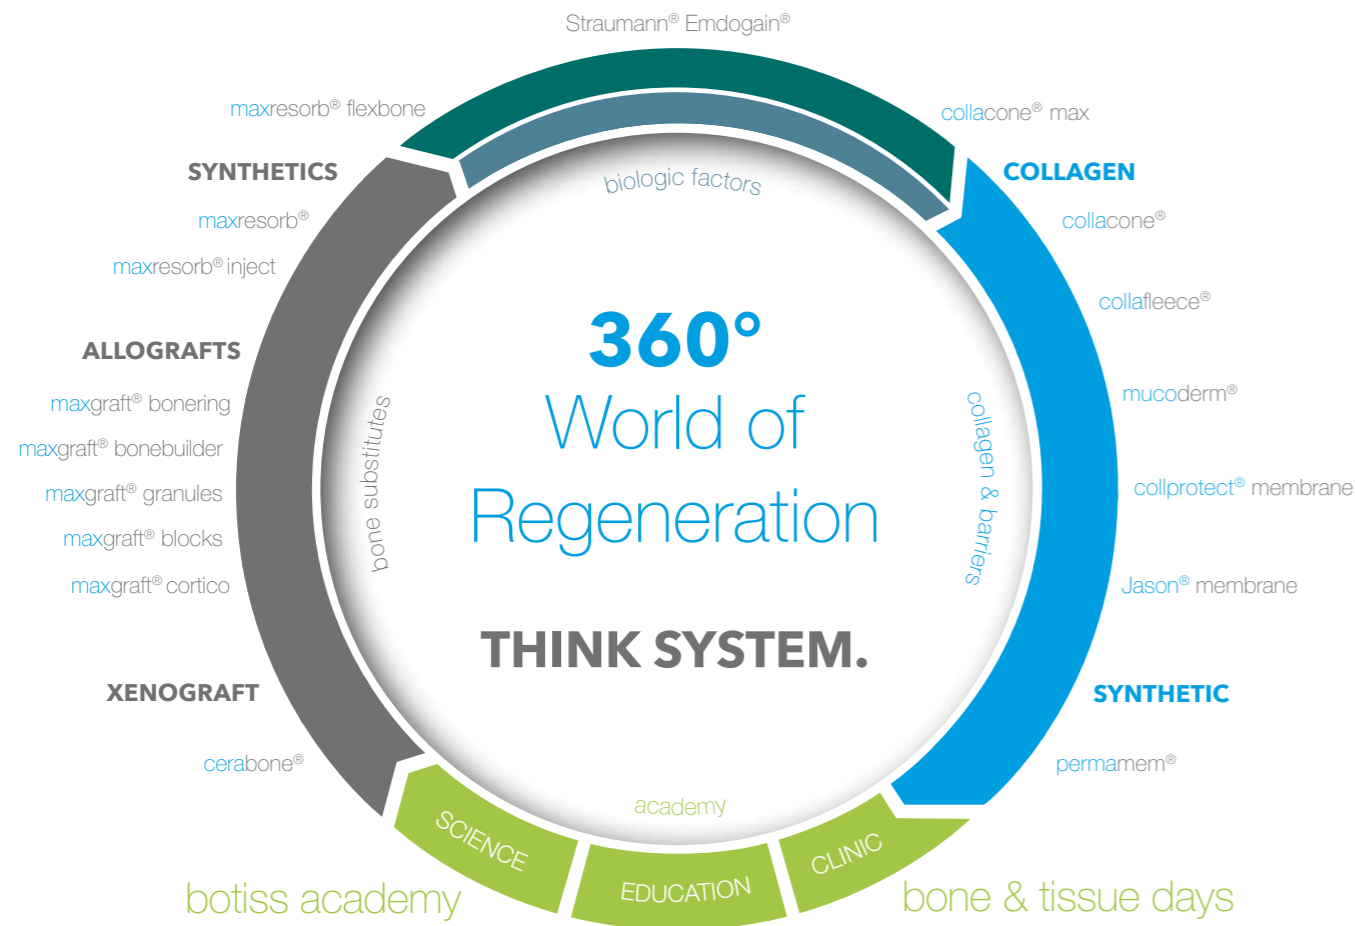 Straumann® Emdogain®
maxresorb® flexbone
SYNTHETICS
maxresorb®
maxresorb® inject
ALLOGRAFTS
maxgraft® bonering
maxgraft® bonebuilder
maxgraft® granules
maxgraft® blocks
maxgraft® cortico
XENOGRAFT
cerabone®
collacone® max
COLLAGEN
collacone®
collafleece®
mucoderm®
collprotect® membrane
Jason® membrane
SYNTHETIC
permamem®
biologic factors
bone substitutes
collagen & barriers
360°
World of
Regeneration
THINK SYSTEM.
academy
SCIENCE
EDUCATION
CLINIC
botiss academy
bone & tissue days